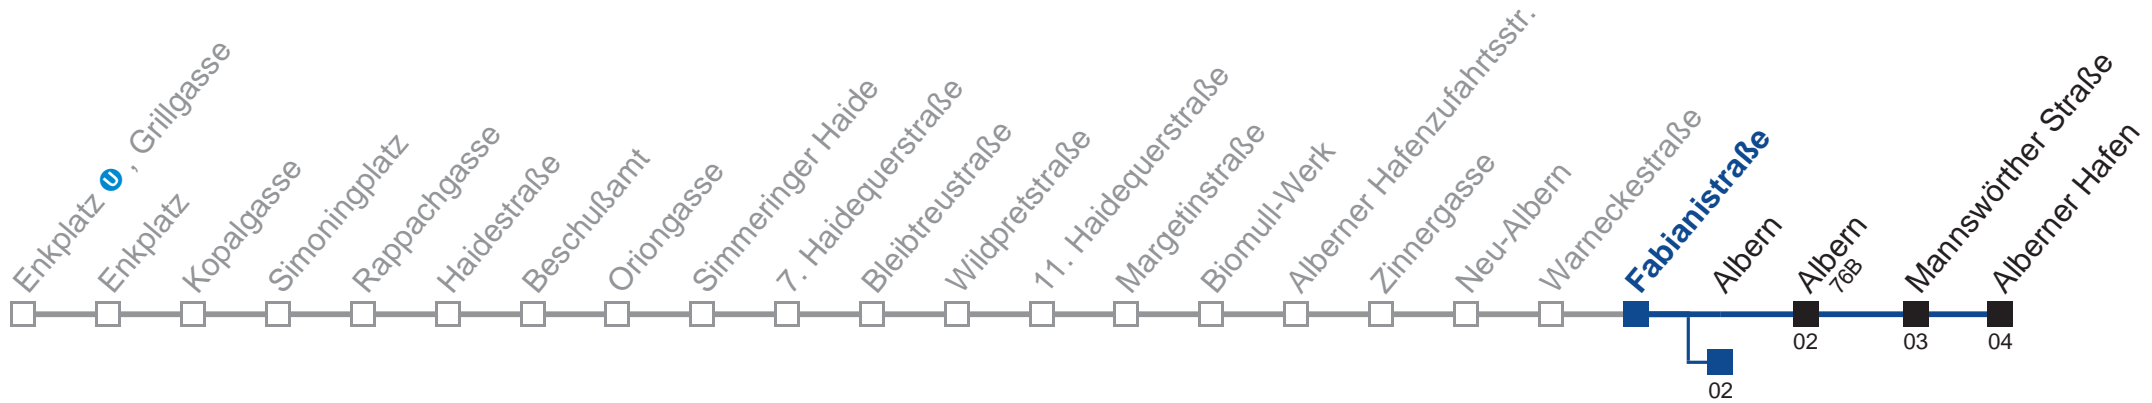 Enkplatz U , Grillgasse
Enkplatz
Kopalgasse
Simoningplatz
Rappachgasse
Haidestraße
Beschußamt
Oriongasse
Simmeringer Haide
7. Haidequerstraße
Bleibtreustraße
Wildpretstraße
11. Haidequerstraße
Margetinstraße
Biomull-Werk
Alberner Hafenzufahrtsstr.
Zinnergasse
Neu-Albern
Warneckestraße
Fabianistraße
Albern
Albern
76B
Mannswörther Straße
Alberner Hafen
02
03
04
02